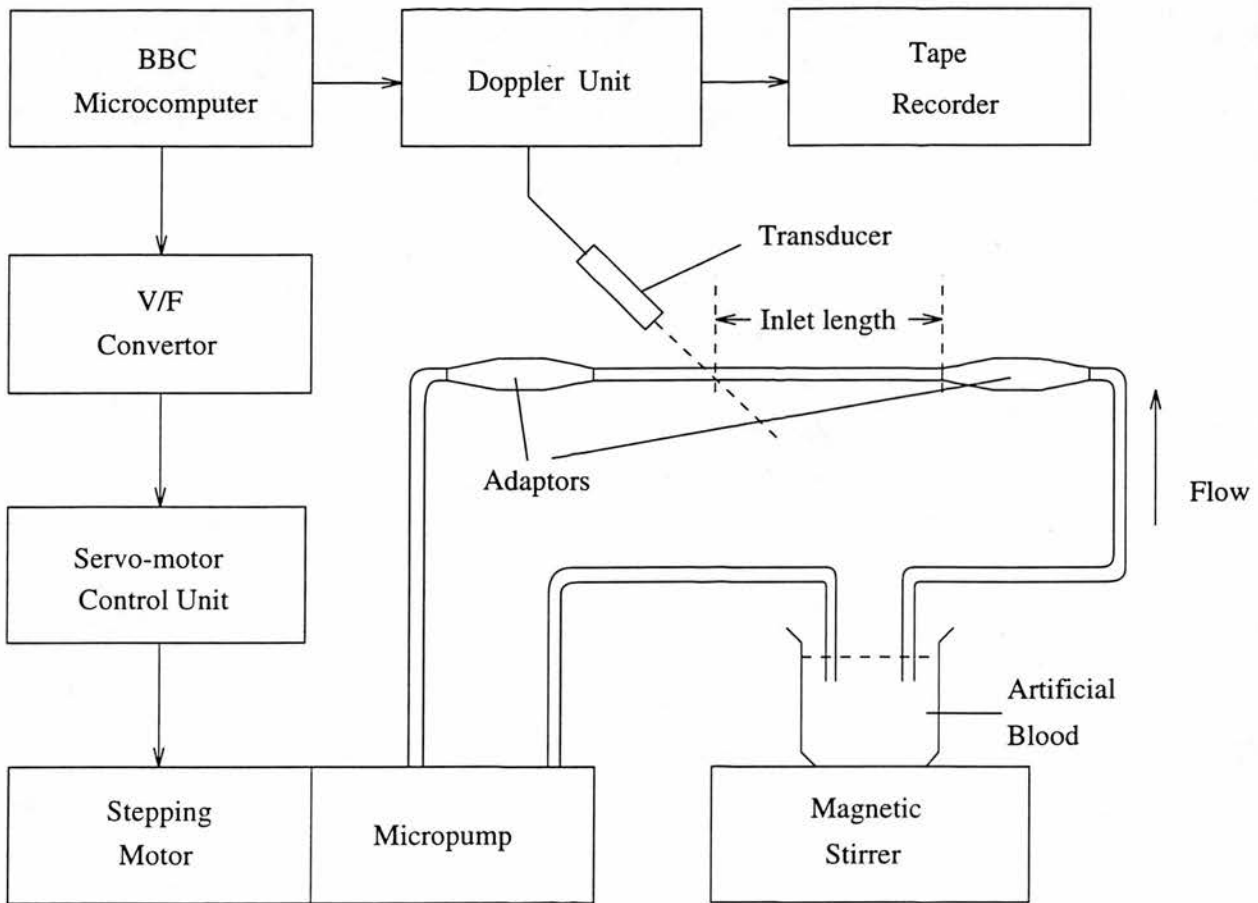 BBC
Microcomputer
Doppler Unit
Tape
Recorder
Transducer
V/F
Convertor
Inlet length
Adaptors
Flow
Servo-motor
Control Unit
Artificial
Blood
Stepping
Motor
Micropump
Magnetic
Stirrer